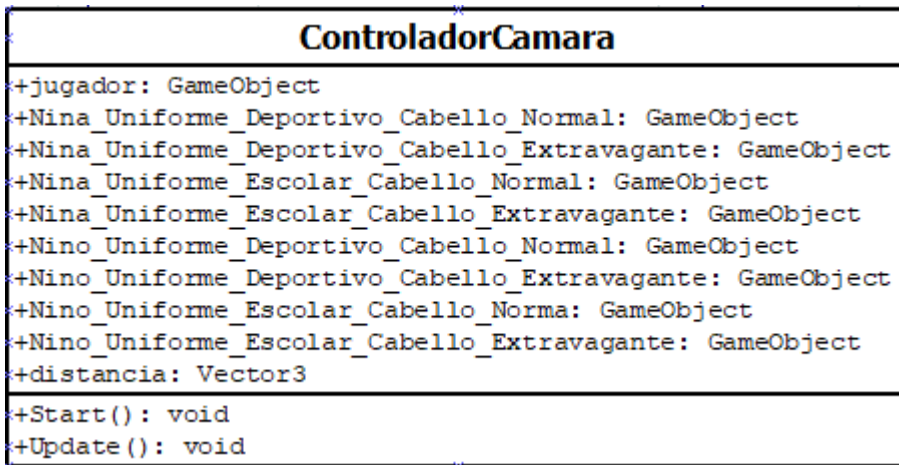 ControladorCamara
+jugador: GameObject
+Nina_Uniforme_Deportivo_Cabello_Normal: GameObject
+Nina_Uniforme_Deportivo_Cabello_Extravagante: GameObject
+Nina_Uniforme_Escolar_Cabello_Normal: GameObject
+Nina_Uniforme_Escolar_Cabello_Extravagante: GameObject
+Nino_Uniforme_Deportivo_Cabello_Normal: GameObject
+Nino_Uniforme_Deportivo_Cabello_Extravagante: GameObject
+Nino_Uniforme_Escolar_Cabello_Norma: GameObject
+Nino_Uniforme_Escolar_Cabello_Extravagante: GameObject
+distancia: Vector3
+Start(): void
+Update(): void